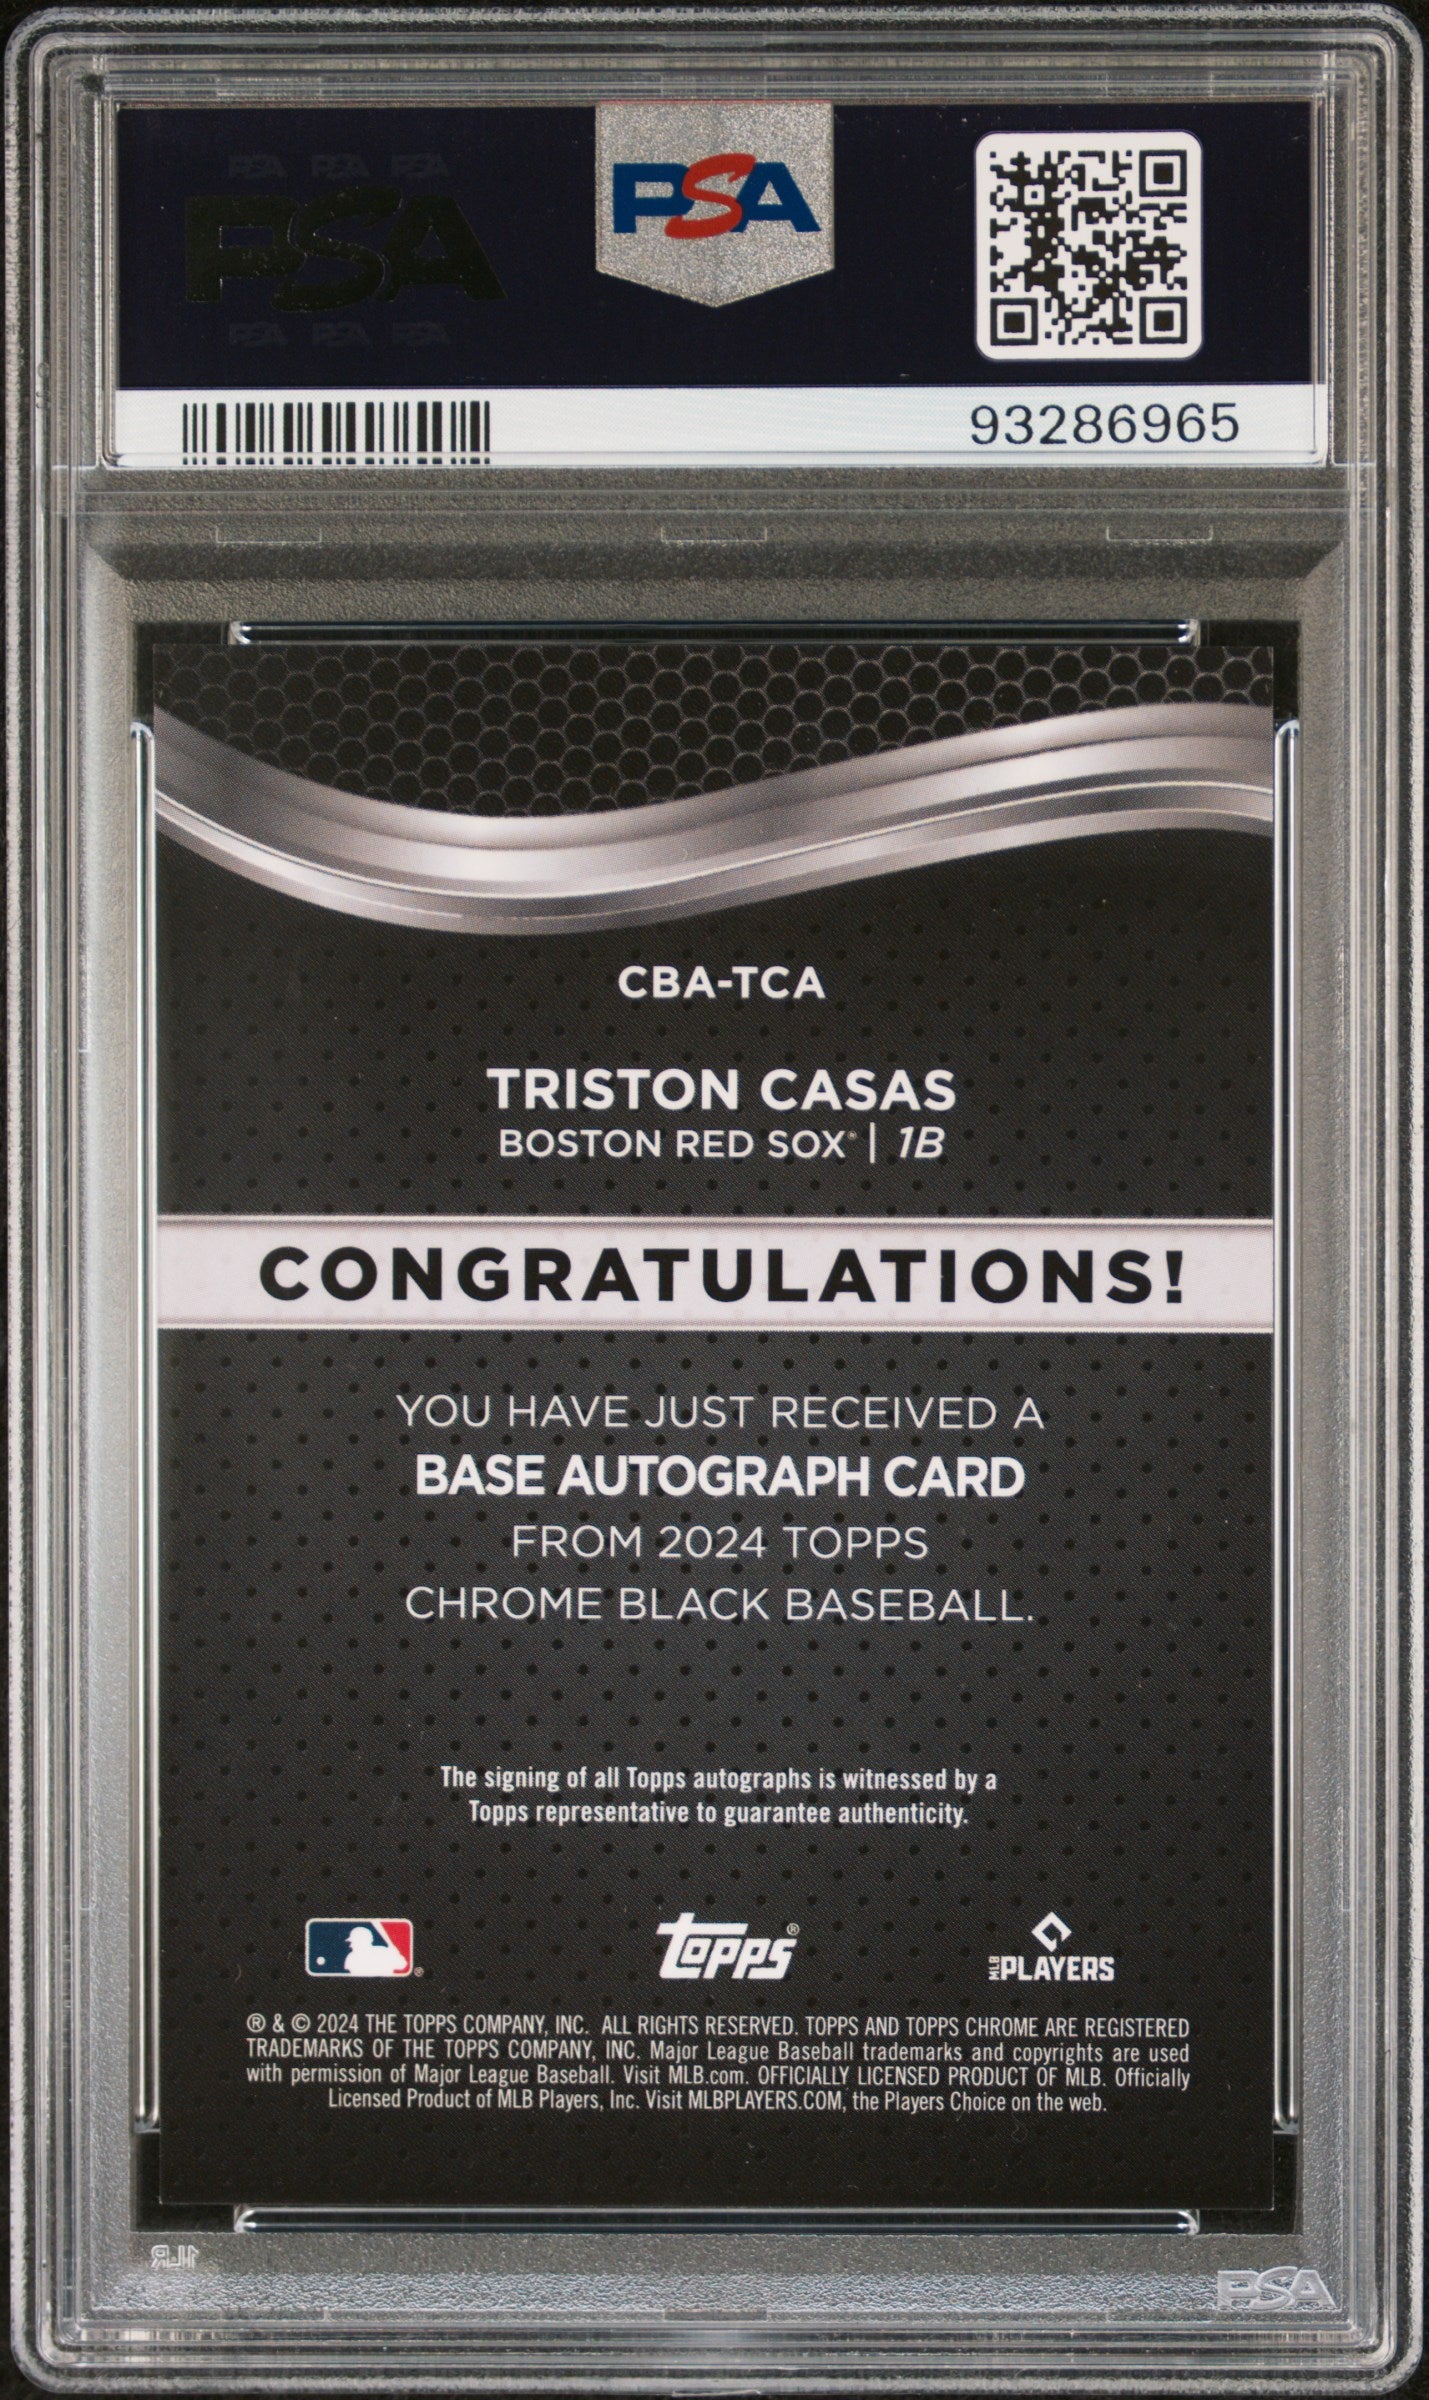 PSA PSA PSA
PSA
PSA PSA PSA
PSA
93286965
CBA-TCA
TRISTON CASAS
BOSTON RED SOX® | 1B
CONGRATULATIONS!
YOU HAVE JUST RECEIVED A
BASE AUTOGRAPH CARD
FROM 2024 TOPPS
CHROME BLACK BASEBALL.
The signing of all Topps autographs is witnessed by a
Topps representative to guarantee authenticity.
®
Topps®
MLB PLAYERS
® & © 2024 THE TOPPS COMPANY, INC. ALL RIGHTS RESERVED. TOPPS AND TOPPS CHROME ARE REGISTERED
TRADEMARKS OF THE TOPPS COMPANY, INC. Major League Baseball trademarks and copyrights are used
with permission of Major League Baseball. Visit MLB.com. OFFICIALLY LICENSED PRODUCT OF MLB. Officially
Licensed Product of MLB Players, Inc. Visit MLBPLAYERS.COM, the Players Choice on the web.
PSA